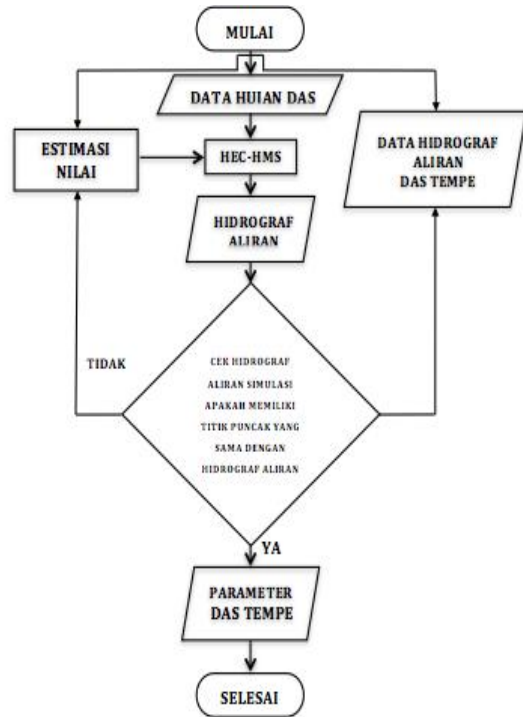 MULAI
DATA HUIAN DAS
ESTIMASI
NILAI
HEC-HMS
DATA HIDROGRAF
ALIRAN
DAS TEMPE
HIDROGRAF
ALIRAN
TIDAK
CEK HIDROGRAF
ALIRAN SIMULASI
APAKAH MEMILIKI
TITIK PUNCAK YANG
SAMA DENGAN
HIDROGRAF ALIRAN
YA
PARAMETER
DAS TEMPE
SELESAI